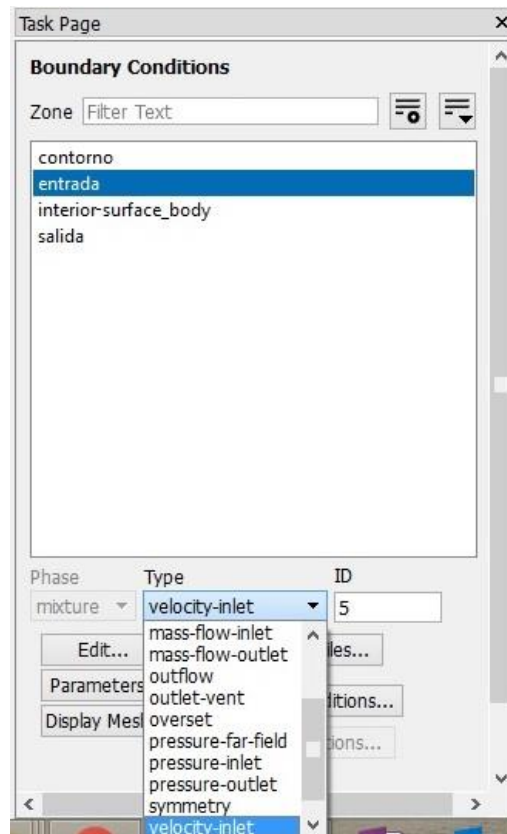 Task Page
Boundary Conditions
Zone Filter Text
contorno
entrada
interior-surface_body
salida
Phase Type ID
mixture velocity-inlet 5
mass-flow-inlet
Edit...
mass-flow-outlet
outflow
Parameters
outlet-vent
Display
overset
pressure-far-field
pressure-inlet
pressure-outlet
symmetry
velocity-inlet